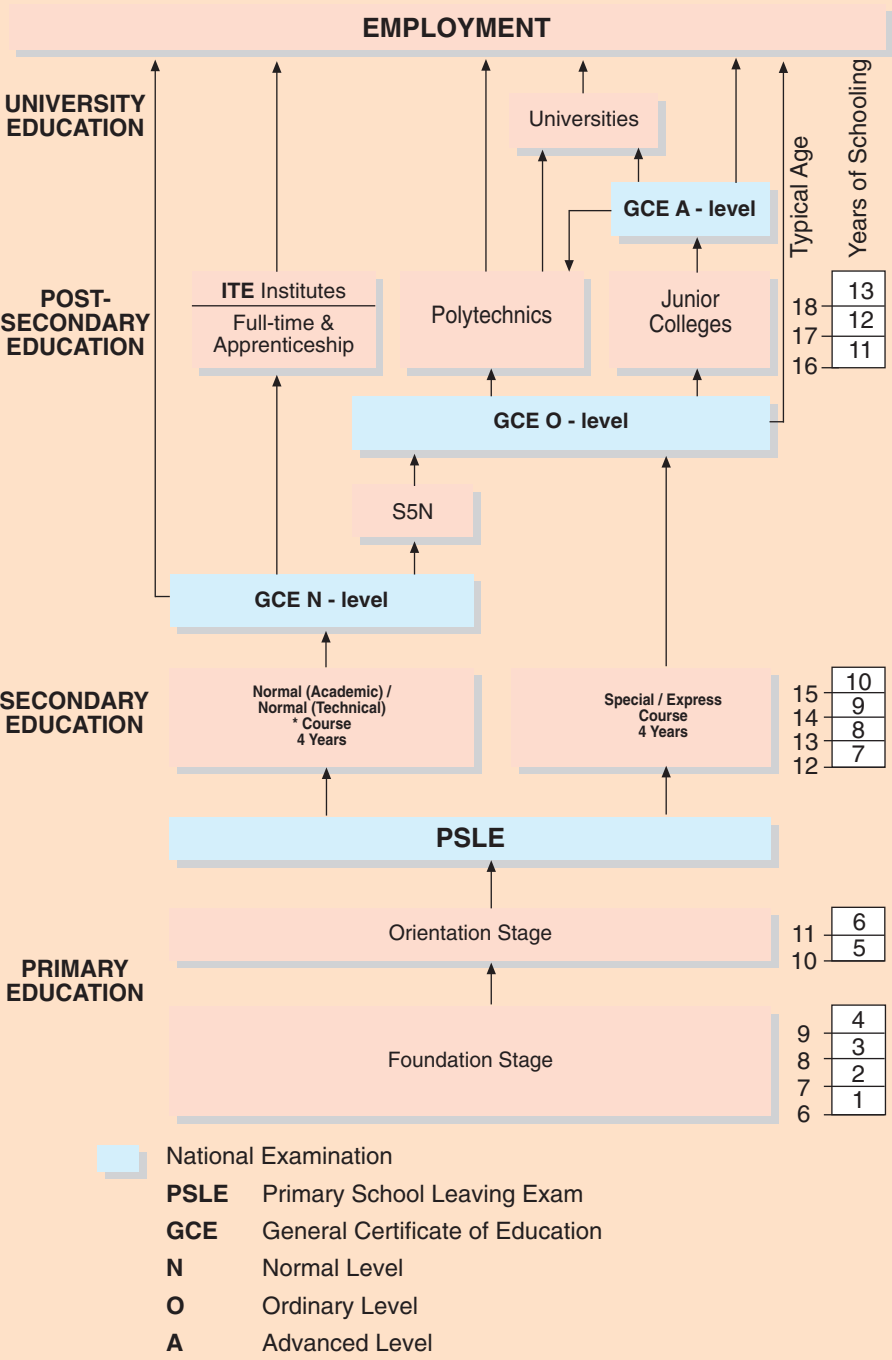 EMPLOYMENT
UNIVERSITY
EDUCATION
Universities
GCE A - level
Typical Age
Years of Schooling
POST-
SECONDARY
EDUCATION
ITE Institutes
Full-time &
Apprenticeship
Polytechnics
Junior
Colleges
13
18
12
17
11
16
GCE O - level
S5N
GCE N - level
SECONDARY
EDUCATION
Normal (Academic) /
Normal (Technical)
* Course
4 Years
Special / Express
Course
4 Years
10
15
9
14
8
13
7
12
PSLE
PRIMARY
EDUCATION
Orientation Stage
6
11
5
10
Foundation Stage
4
9
3
8
2
7
1
6
National Examination
PSLE Primary School Leaving Exam
GCE General Certificate of Education
N Normal Level
O Ordinary Level
A Advanced Level